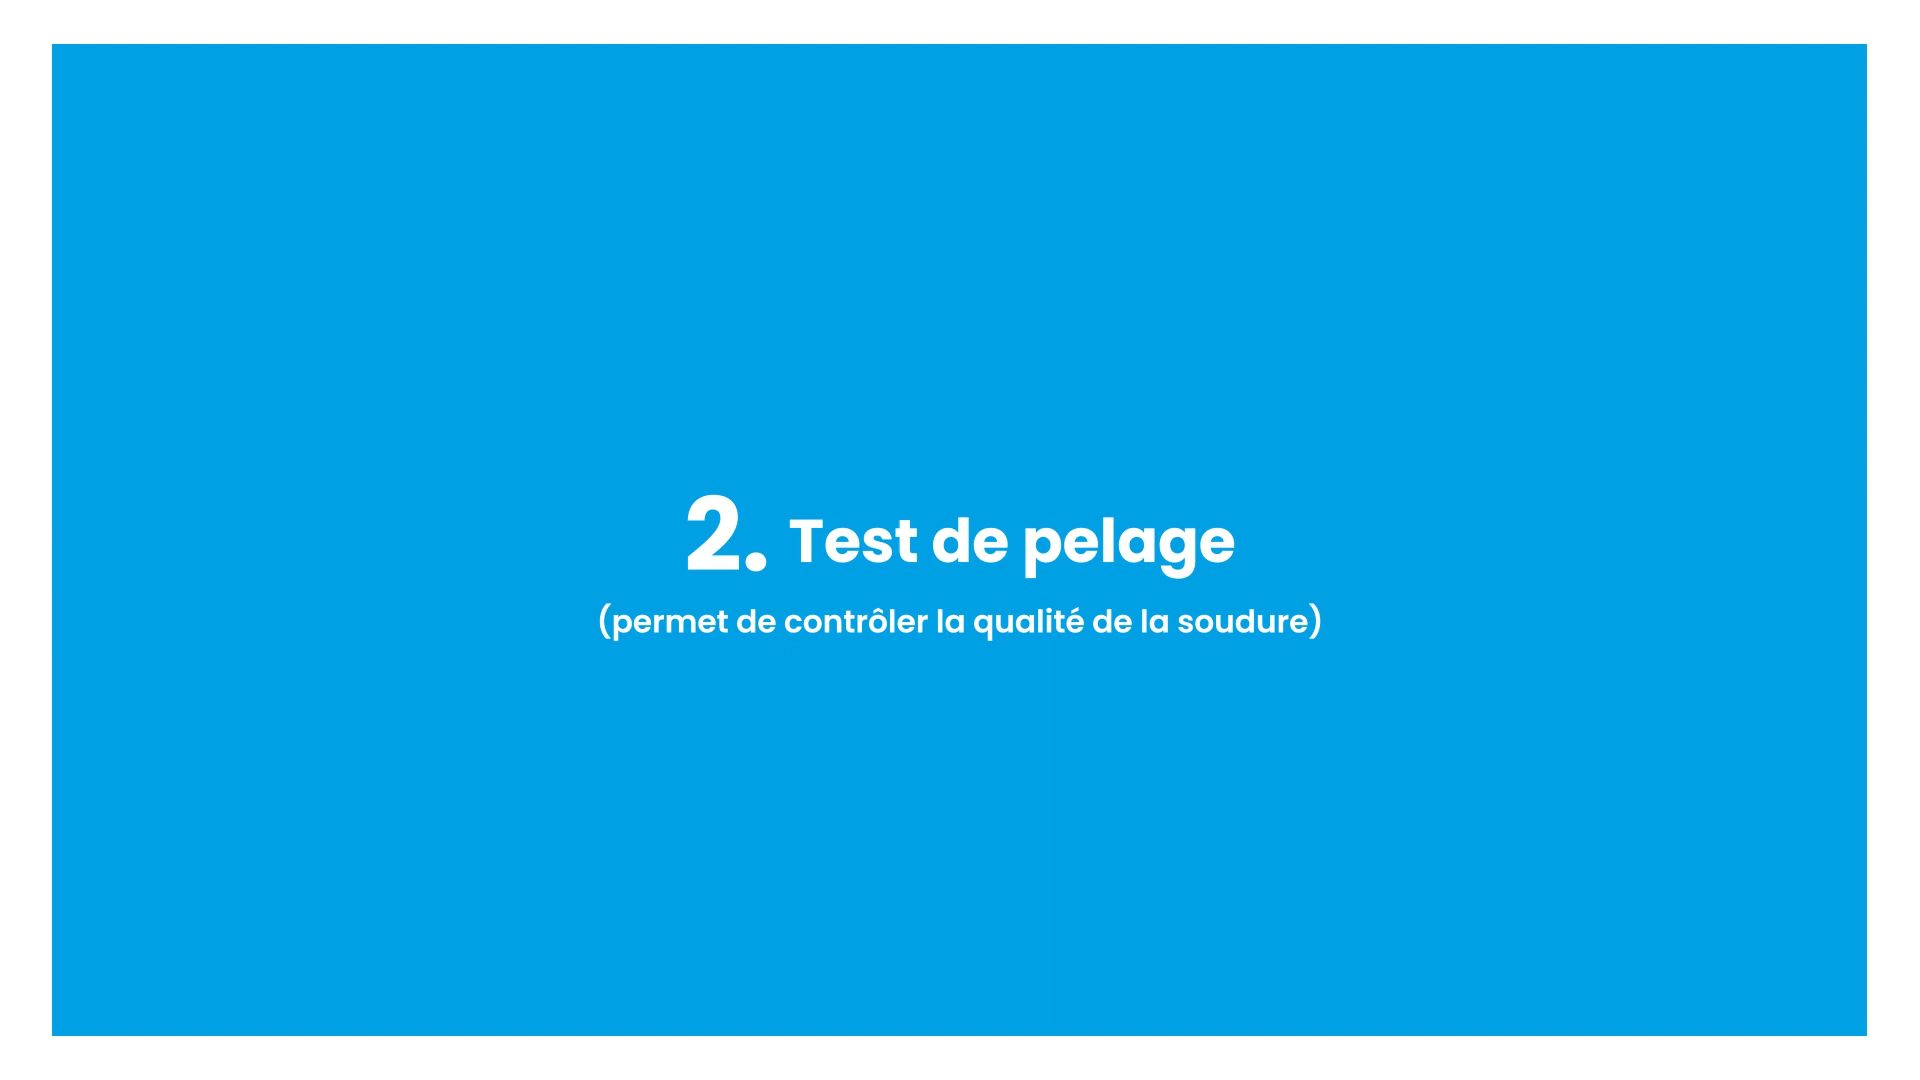 2. Test de pelage
(permet de contrôler la qualité de la soudure)